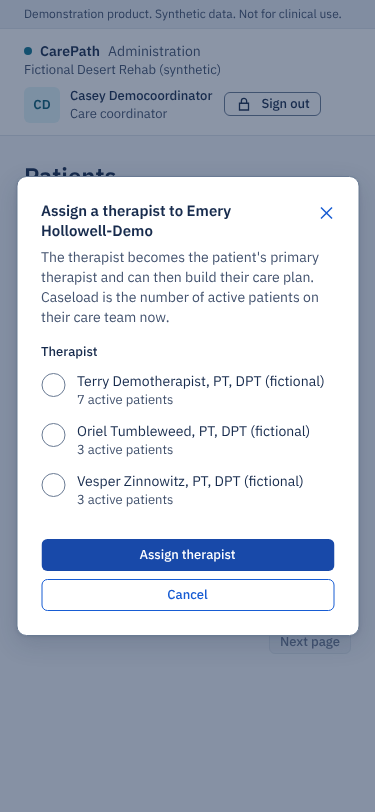 Demonstration product. Synthetic data. Not for clinical use.
CarePath Administration
Fictional Desert Rehab (synthetic)
CD
Casey Democoordinator
Care coordinator
Sign out
Patients
Assign a therapist to Emery
Hollowell-Demo
The therapist becomes the patient's primary
therapist and can then build their care plan.
Caseload is the number of active patients on
their care team now.
Therapist
Terry Demotherapist, PT, DPT (fictional)
7 active patients
Oriel Tumbleweed, PT, DPT (fictional)
3 active patients
Vesper Zinnowitz, PT, DPT (fictional)
3 active patients
Assign therapist
Cancel
Next page